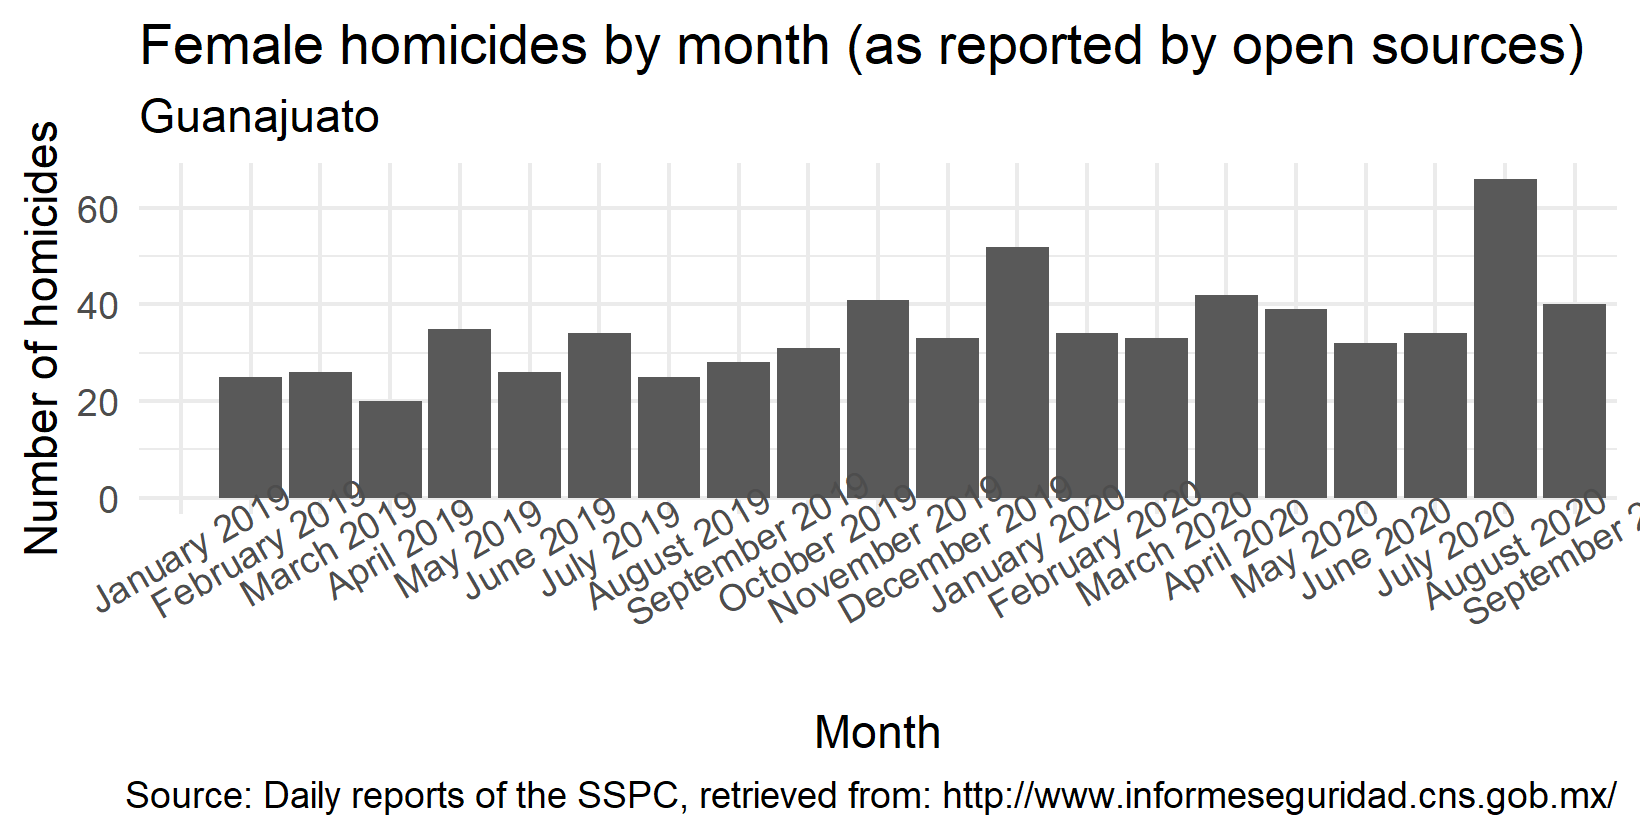 Female homicides by month (as reported by open sources)
Guanajuato
Number of homicides
60
40
20
0
January 2019
February 2019
March 2019
April 2019
May 2019
June 2019
July 2019
August 2019
September 2019
October 2019
November 2019
December 2019
January 2020
February 2020
March 2020
April 2020
May 2020
June 2020
July 2020
August 2020
September 2
Month
Source: Daily reports of the SSPC, retrieved from: http://www.informeseguridad.cns.gob.mx/